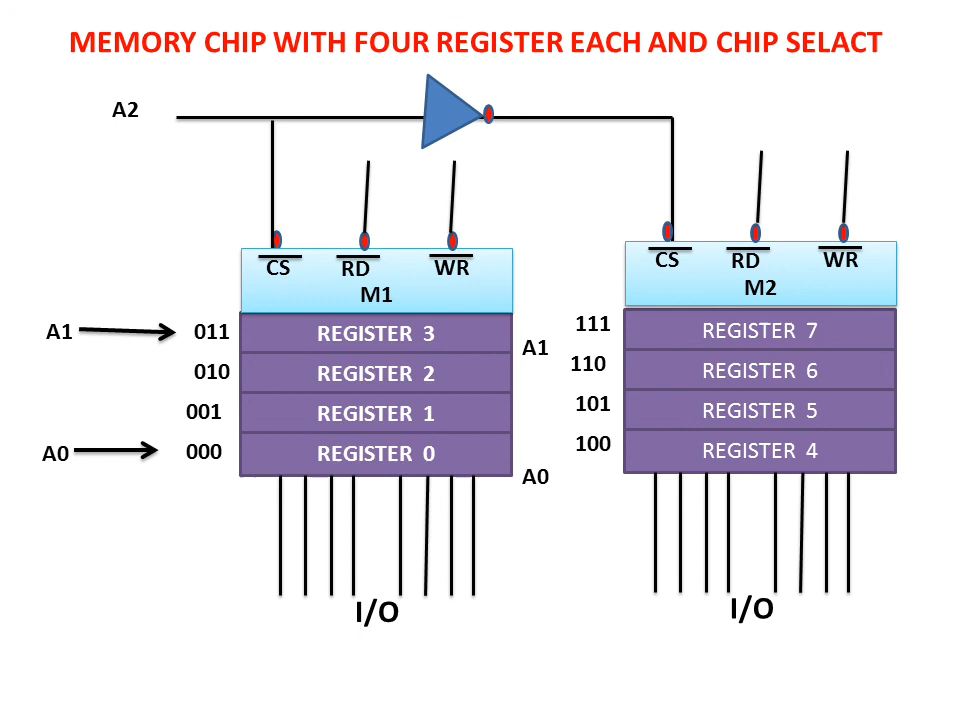 MEMORY CHIP WITH FOUR REGISTER EACH AND CHIP SELACT
A2
CS RD WR
M1
A1
011 REGISTER 3
010 REGISTER 2
001 REGISTER 1
A0
000 REGISTER 0
I/O
CS RD WR
M2
A1
111 REGISTER 7
110 REGISTER 6
101 REGISTER 5
100 REGISTER 4
A0
I/O